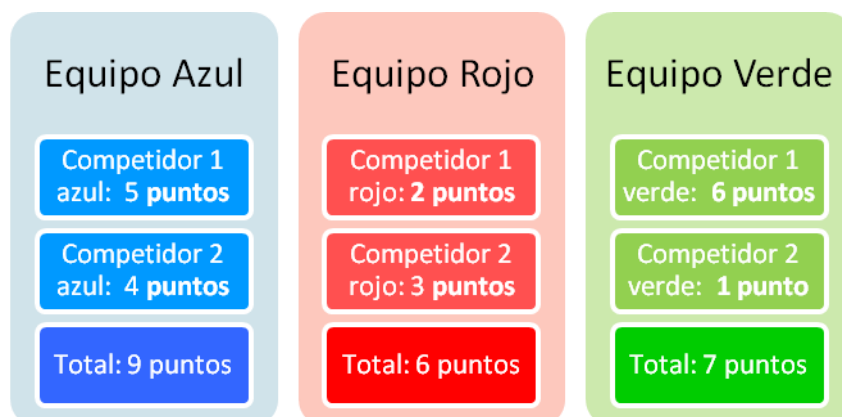 Equipo Azul
Competidor 1
azul: 5 puntos
Competidor 2
azul: 4 puntos
Total: 9 puntos
Equipo Rojo
Competidor 1
rojo: 2 puntos
Competidor 2
rojo: 3 puntos
Total: 6 puntos
Equipo Verde
Competidor 1
verde: 6 puntos
Competidor 2
verde: 1 punto
Total: 7 puntos